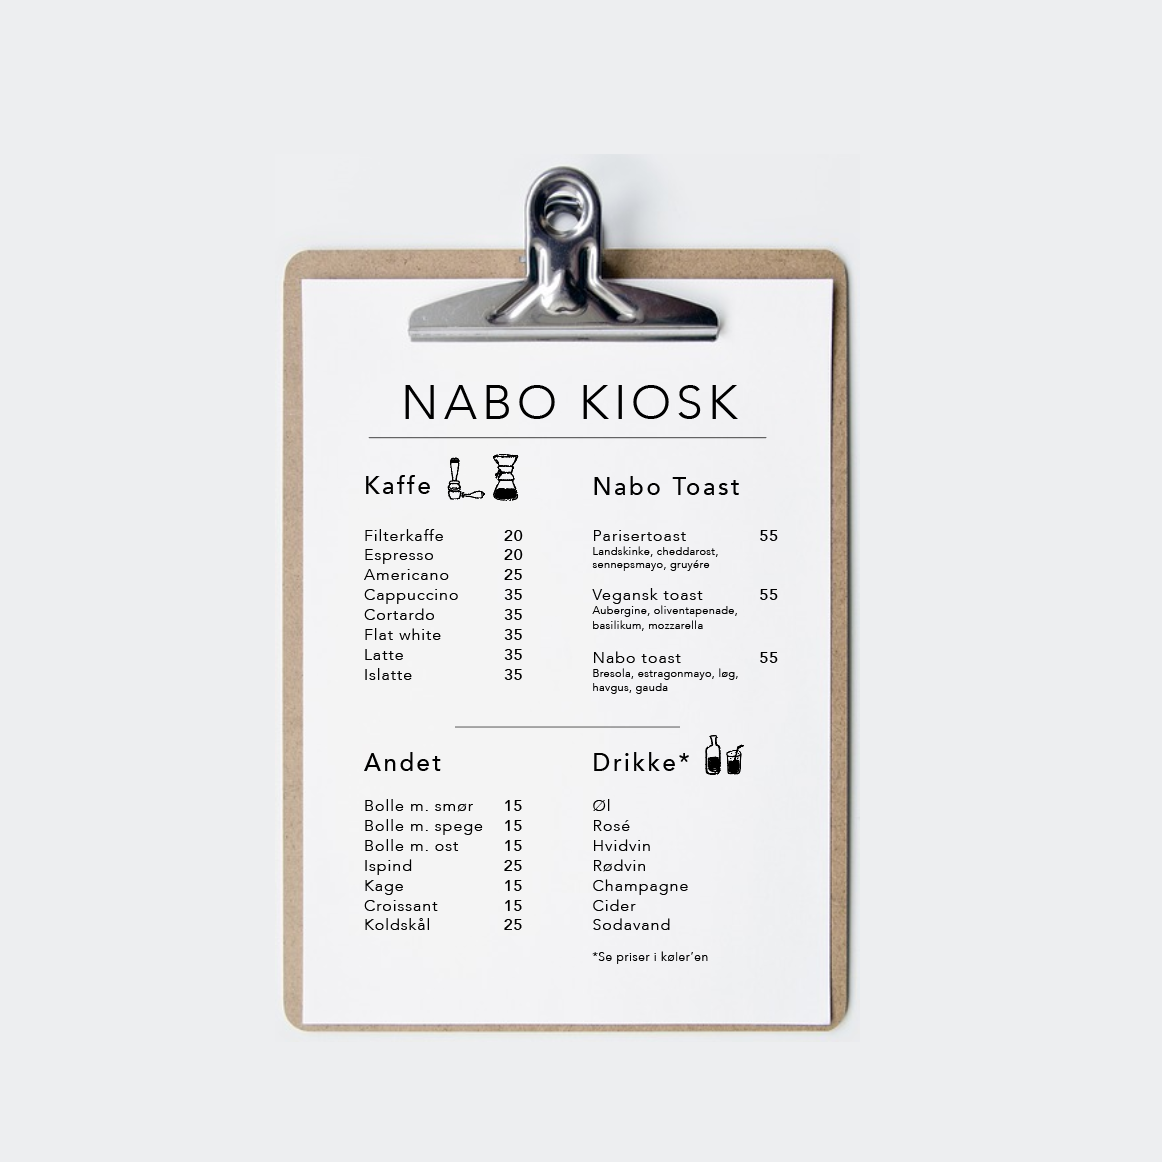 NABO KIOSK
Kaffe
Filterkaffe 20
Espresso 20
Americano 25
Cappuccino 35
Cortardo 35
Flat white 35
Latte 35
Islatte 35
Nabo Toast
Parisertoast 55
Landskinke, cheddarost,
sennepsmayo, gruyére
Vegansk toast 55
Aubergine, oliventapenade,
basilikum, mozzarella
Nabo toast 55
Bresola, estragonmayo, løg,
havgus, gauda
Andet
Bolle m. smør 15
Bolle m. spege 15
Bolle m. ost 15
Ispind 25
Kage 15
Croissant 15
Koldskål 25
Drikke*
Øl
Rosé
Hvidvin
Rødvin
Champagne
Cider
Sodavand
*Se priser i køler’en